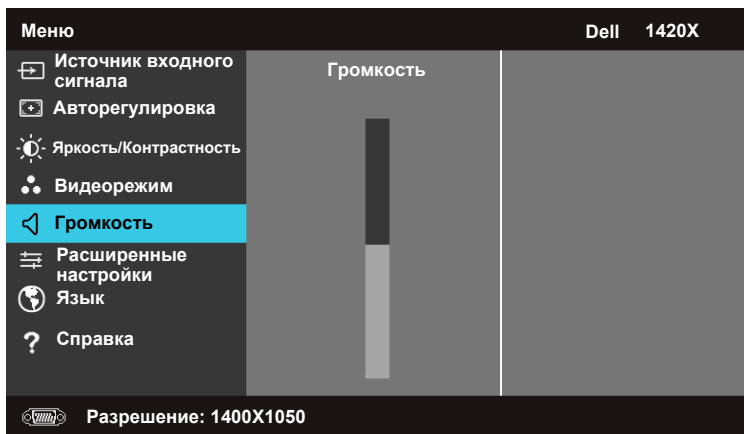 Меню
Dell 1420X
Источник входного
сигнала
Авторегулировка
Яркость/Контрастность
Видеорежим
Громкость
Расширенные
настройки
Язык
? Справка
Громкость
Разрешение: 1400X1050